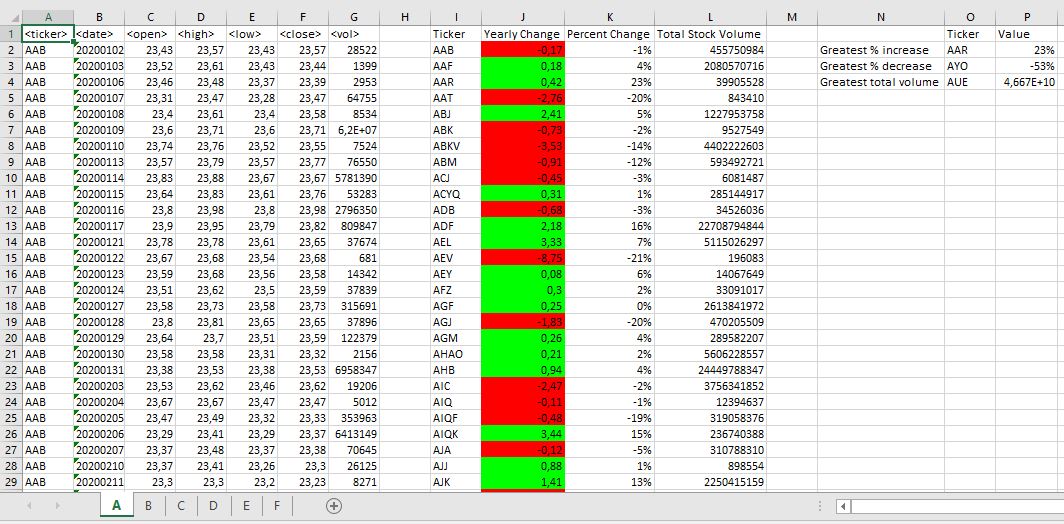 A B C D E F G H I J K L M N O P
1 <ticker> <date> <open> <high> <low> <close> <vol> Ticker Yearly Change Percent Change Total Stock Volume Ticker Value
2 AAB 20200102 23,43 23,57 23,43 23,57 28522 AAB -0,17 -1% 455750984 Greatest % increase AAR 23%
3 AAB 20200103 23,52 23,61 23,43 23,44 1399 AAF 0,18 4% 2080570716 Greatest % decrease AYO -53%
4 AAB 20200106 23,46 23,48 23,37 23,39 2953 AAR 0,42 23% 39905528 Greatest total volume AUE 4,667E+10
5 AAB 20200107 23,31 23,47 23,28 23,47 64755 AAT -2,76 -20% 843410
6 AAB 20200108 23,4 23,61 23,4 23,58 8534 ABJ 2,41 5% 1227953758
7 AAB 20200109 23,6 23,71 23,6 23,71 6,2E+07 ABK -0,73 -2% 9527549
8 AAB 20200110 23,74 23,76 23,52 23,55 7524 ABKV -3,53 -14% 4402222603
9 AAB 20200113 23,57 23,79 23,57 23,77 76550 ABM -0,91 -12% 593492721
10 AAB 20200114 23,83 23,88 23,67 23,67 5781390 ACJ -0,45 -3% 6081487
11 AAB 20200115 23,64 23,83 23,61 23,76 53283 ACYQ 0,31 1% 285144917
12 AAB 20200116 23,8 23,98 23,8 23,98 2796350 ADB -0,68 -3% 34526036
13 AAB 20200117 23,9 23,95 23,79 23,82 809847 ADF 2,18 16% 22708794844
14 AAB 20200121 23,78 23,78 23,61 23,65 37674 AEL 3,33 7% 5115026297
15 AAB 20200122 23,67 23,68 23,54 23,68 681 AEV -8,75 -21% 196083
16 AAB 20200123 23,59 23,68 23,56 23,58 14342 AEY 0,08 6% 14067649
17 AAB 20200124 23,51 23,62 23,5 23,59 37839 AFZ 0,3 2% 33091017
18 AAB 20200127 23,58 23,73 23,58 23,73 315691 AGF 0,25 0% 2613841972
19 AAB 20200128 23,8 23,81 23,65 23,65 37896 AGJ -1,83 -20% 470205509
20 AAB 20200129 23,64 23,7 23,51 23,59 122379 AGM 0,26 4% 289582207
21 AAB 20200130 23,58 23,58 23,31 23,32 2156 AHAO 0,21 2% 5606228557
22 AAB 20200131 23,38 23,53 23,38 23,53 6958347 AHB 0,94 4% 24449788347
23 AAB 20200203 23,53 23,62 23,46 23,62 19206 AIC -2,47 -2% 3756341852
24 AAB 20200204 23,67 23,67 23,47 23,47 5012 AIQ -0,11 -1% 12394637
25 AAB 20200205 23,47 23,49 23,32 23,33 353963 AIQF -0,48 -19% 319058376
26 AAB 20200206 23,29 23,41 23,29 23,37 6413149 AIQK 3,44 15% 236740388
27 AAB 20200207 23,37 23,48 23,37 23,38 70645 AJA -0,12 -5% 310788310
28 AAB 20200210 23,37 23,41 23,26 23,3 26125 AJJ 0,88 1% 898554
29 AAB 20200211 23,3 23,3 23,2 23,23 8271 AJK 1,41 13% 2250415159
A B C D E F